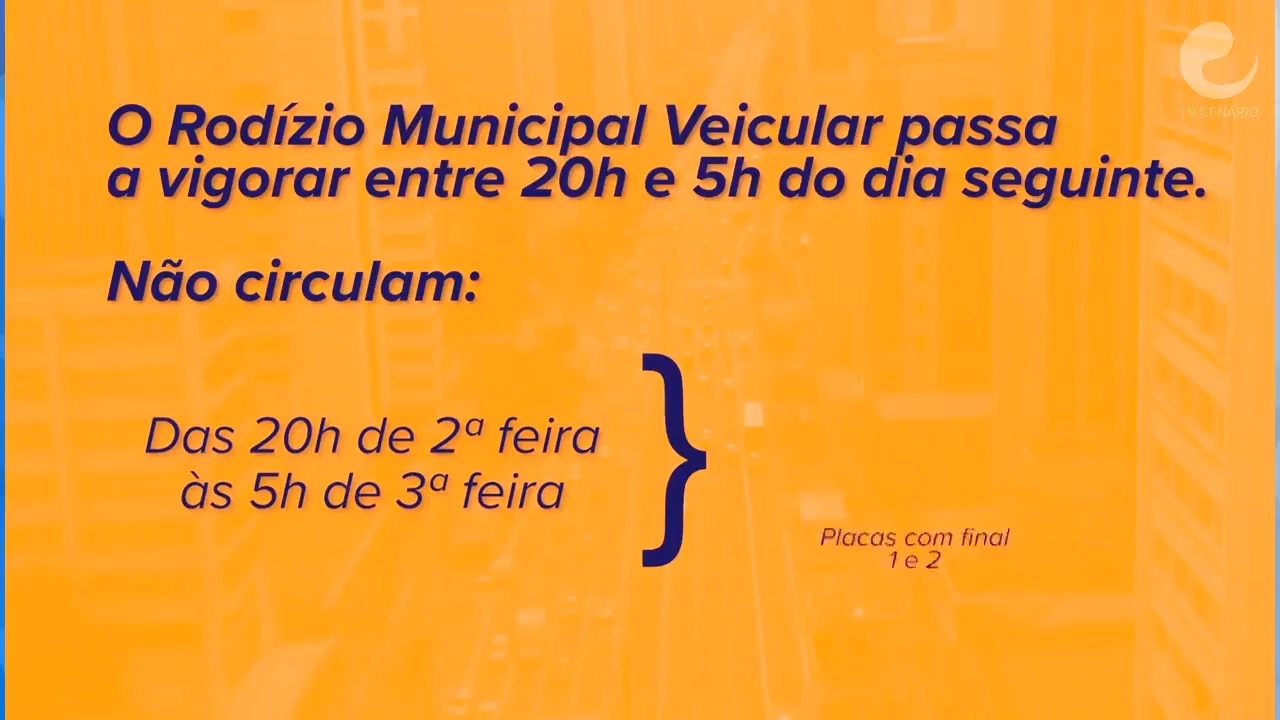 TV CENÁRIO
O Rodízio Municipal Veicular passa
a vigorar entre 20h e 5h do dia seguinte.
Não circulam:
Das 20h de 2ª feira
às 5h de 3ª feira
}
Placas com final
1 e 2